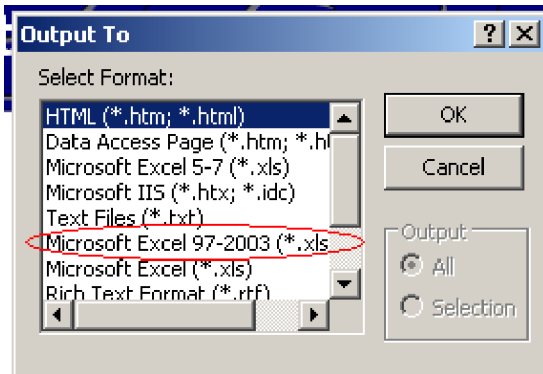 Output To
Select Format:
HTML (*.htm; *.html)
Data Access Page (*.htm; *.ht
Microsoft Excel 5-7 (*.xls)
Microsoft IIS (*.htx; *.idc)
Text Files (*.txt)
Microsoft Excel 97-2003 (*.xls
Microsoft Excel (*.xls)
Rich Text Format (*.rtf)
OK
Cancel
Output
All
Selection